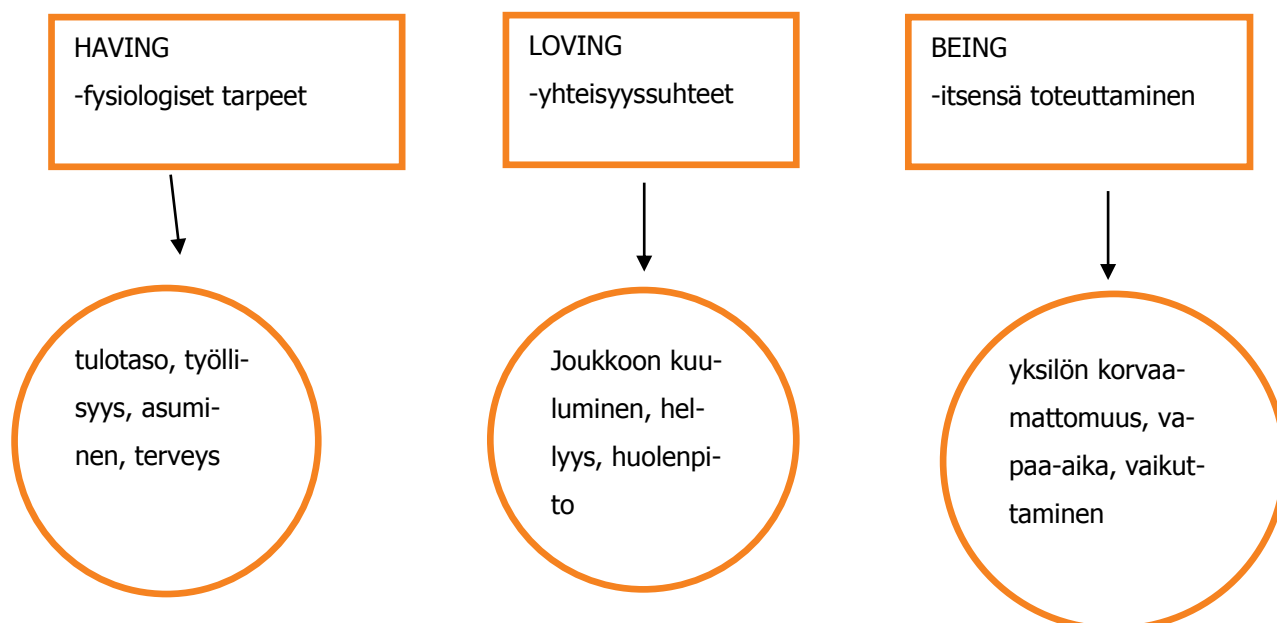 HAVING
-fysiologiset tarpeet
LOVING
-yhteisyyssuhteet
BEING
-itsensä toteuttaminen
tulotaso, työlli-
syys, asumi-
nen, terveys
Joukkoon kuu-
luminen, hel-
lyys, huolenpi-
to
yksilön korvaa-
mattomuus, va-
paa-aika, vaikut-
taminen